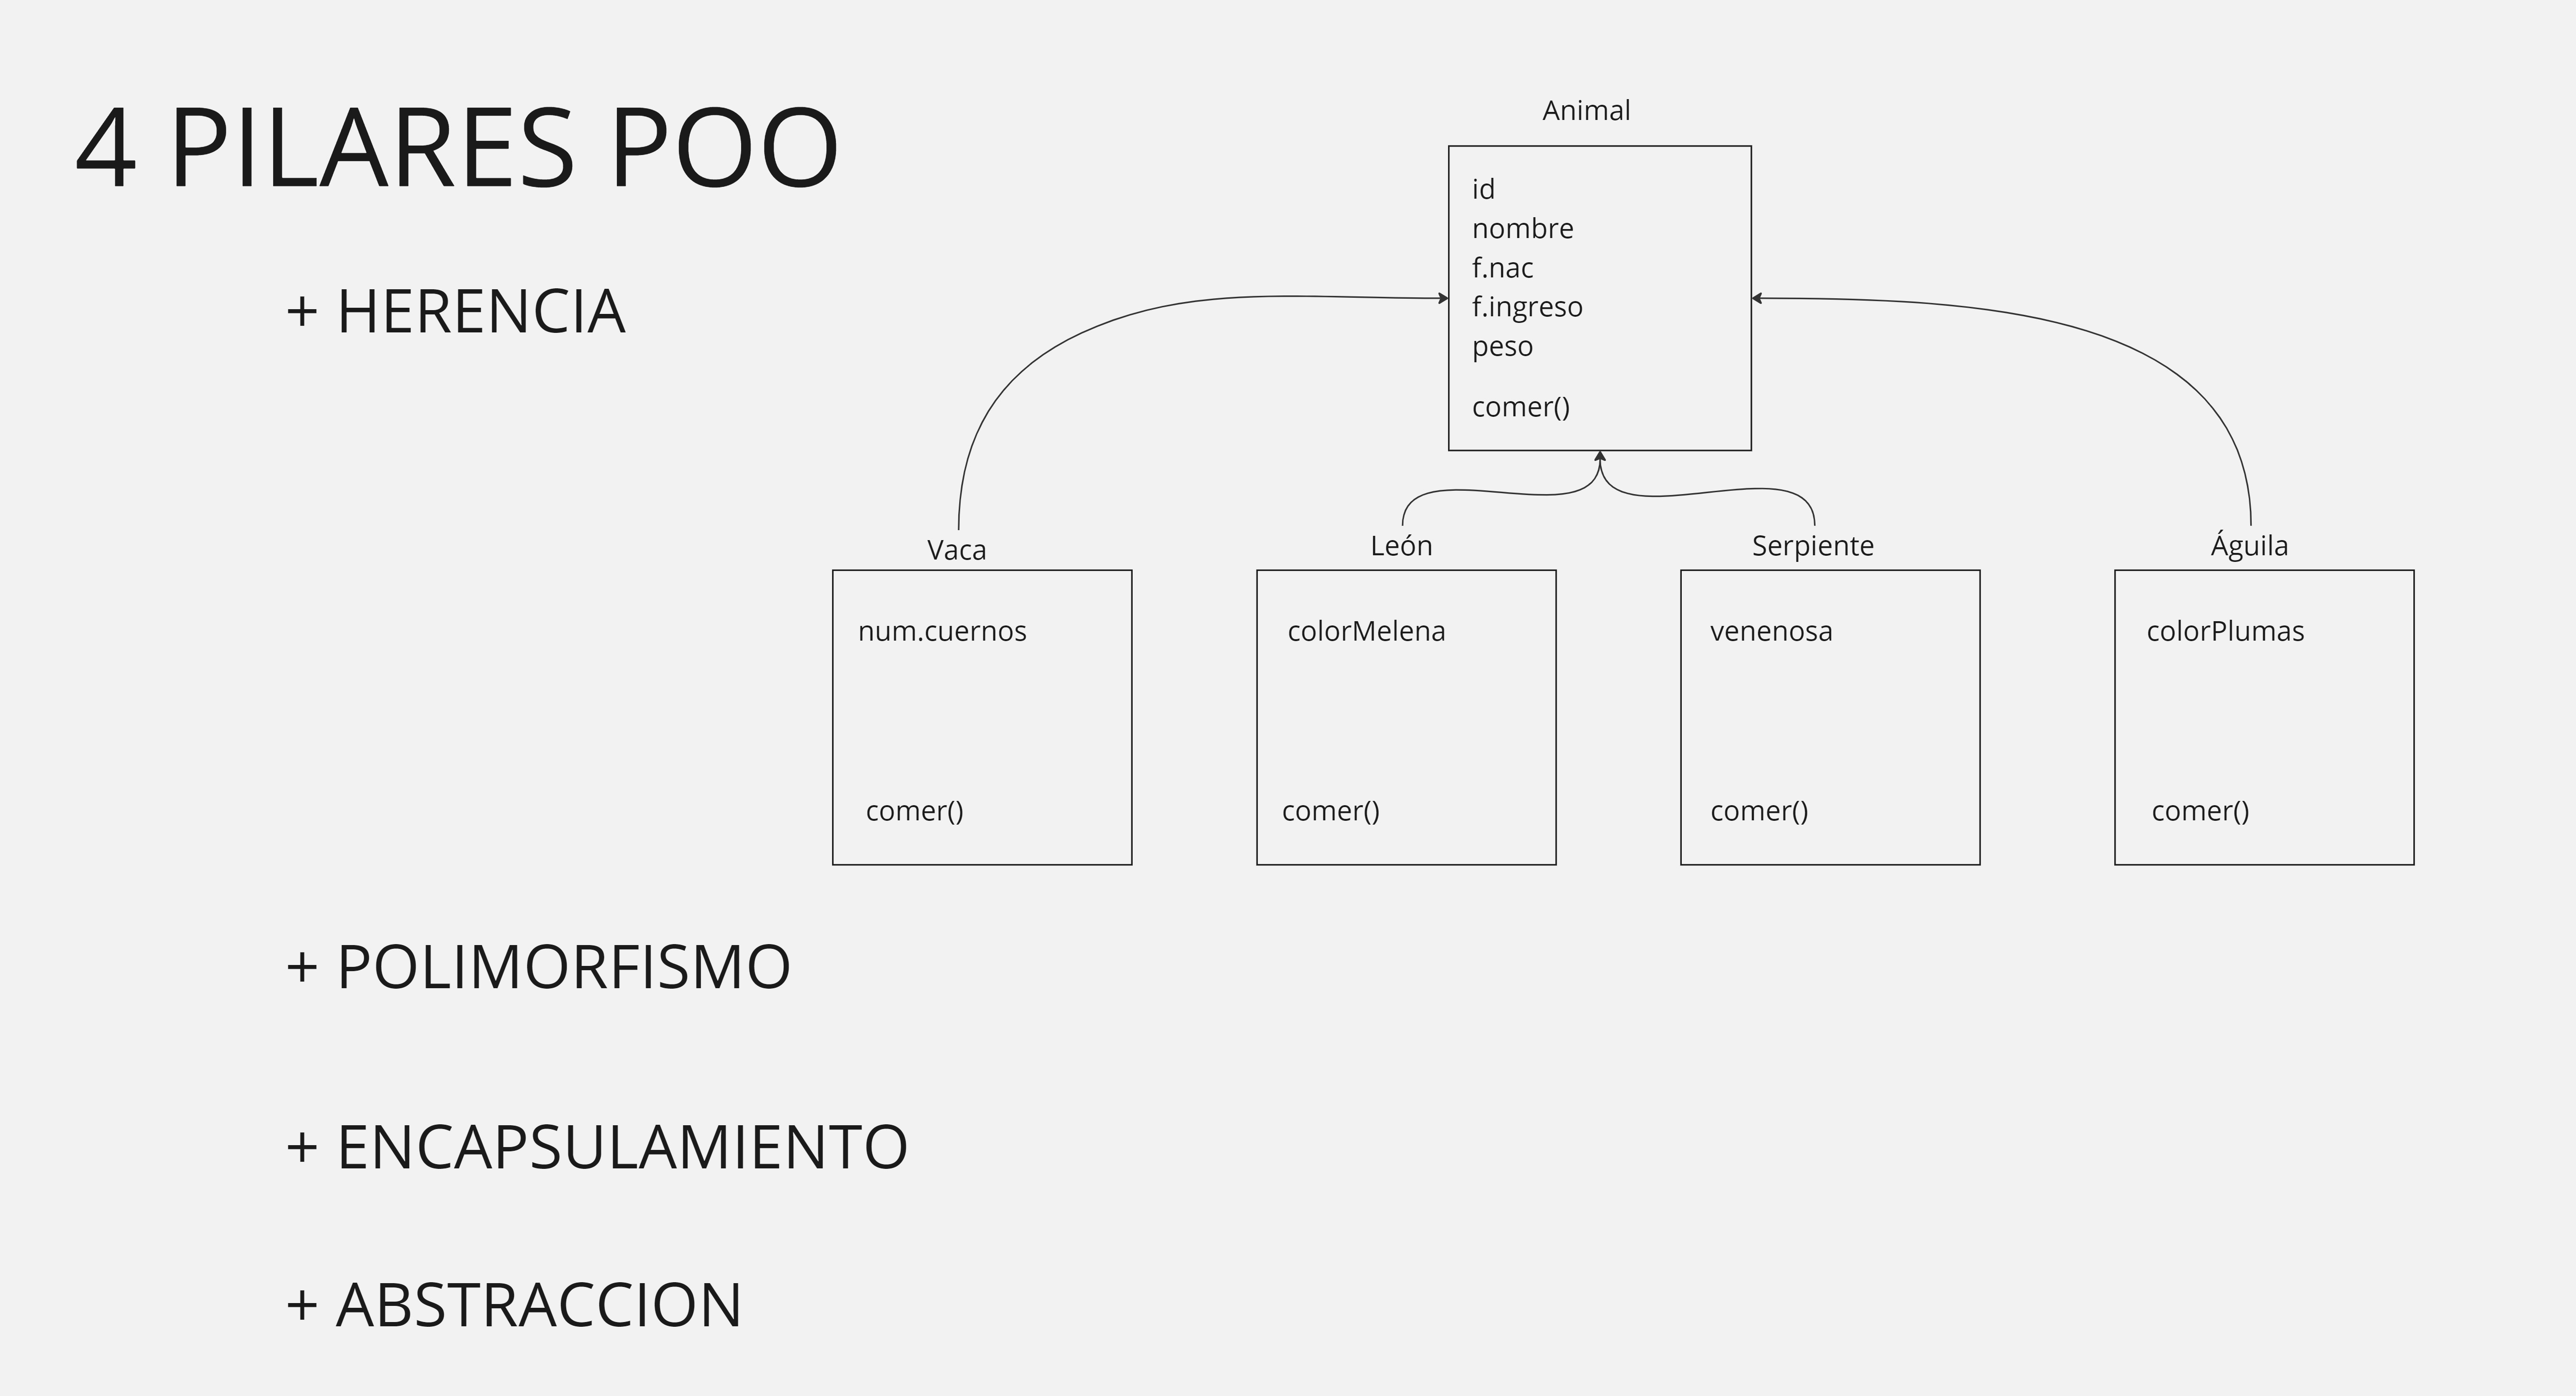 4 PILARES POO
+ HERENCIA
Animal
id
nombre
f.nac
f.ingreso
peso
comer()
Vaca
num.cuernos
comer()
León
colorMelena
comer()
Serpiente
venenosa
comer()
Águila
colorPlumas
comer()
+ POLIMORFISMO
+ ENCAPSULAMIENTO
+ ABSTRACCION